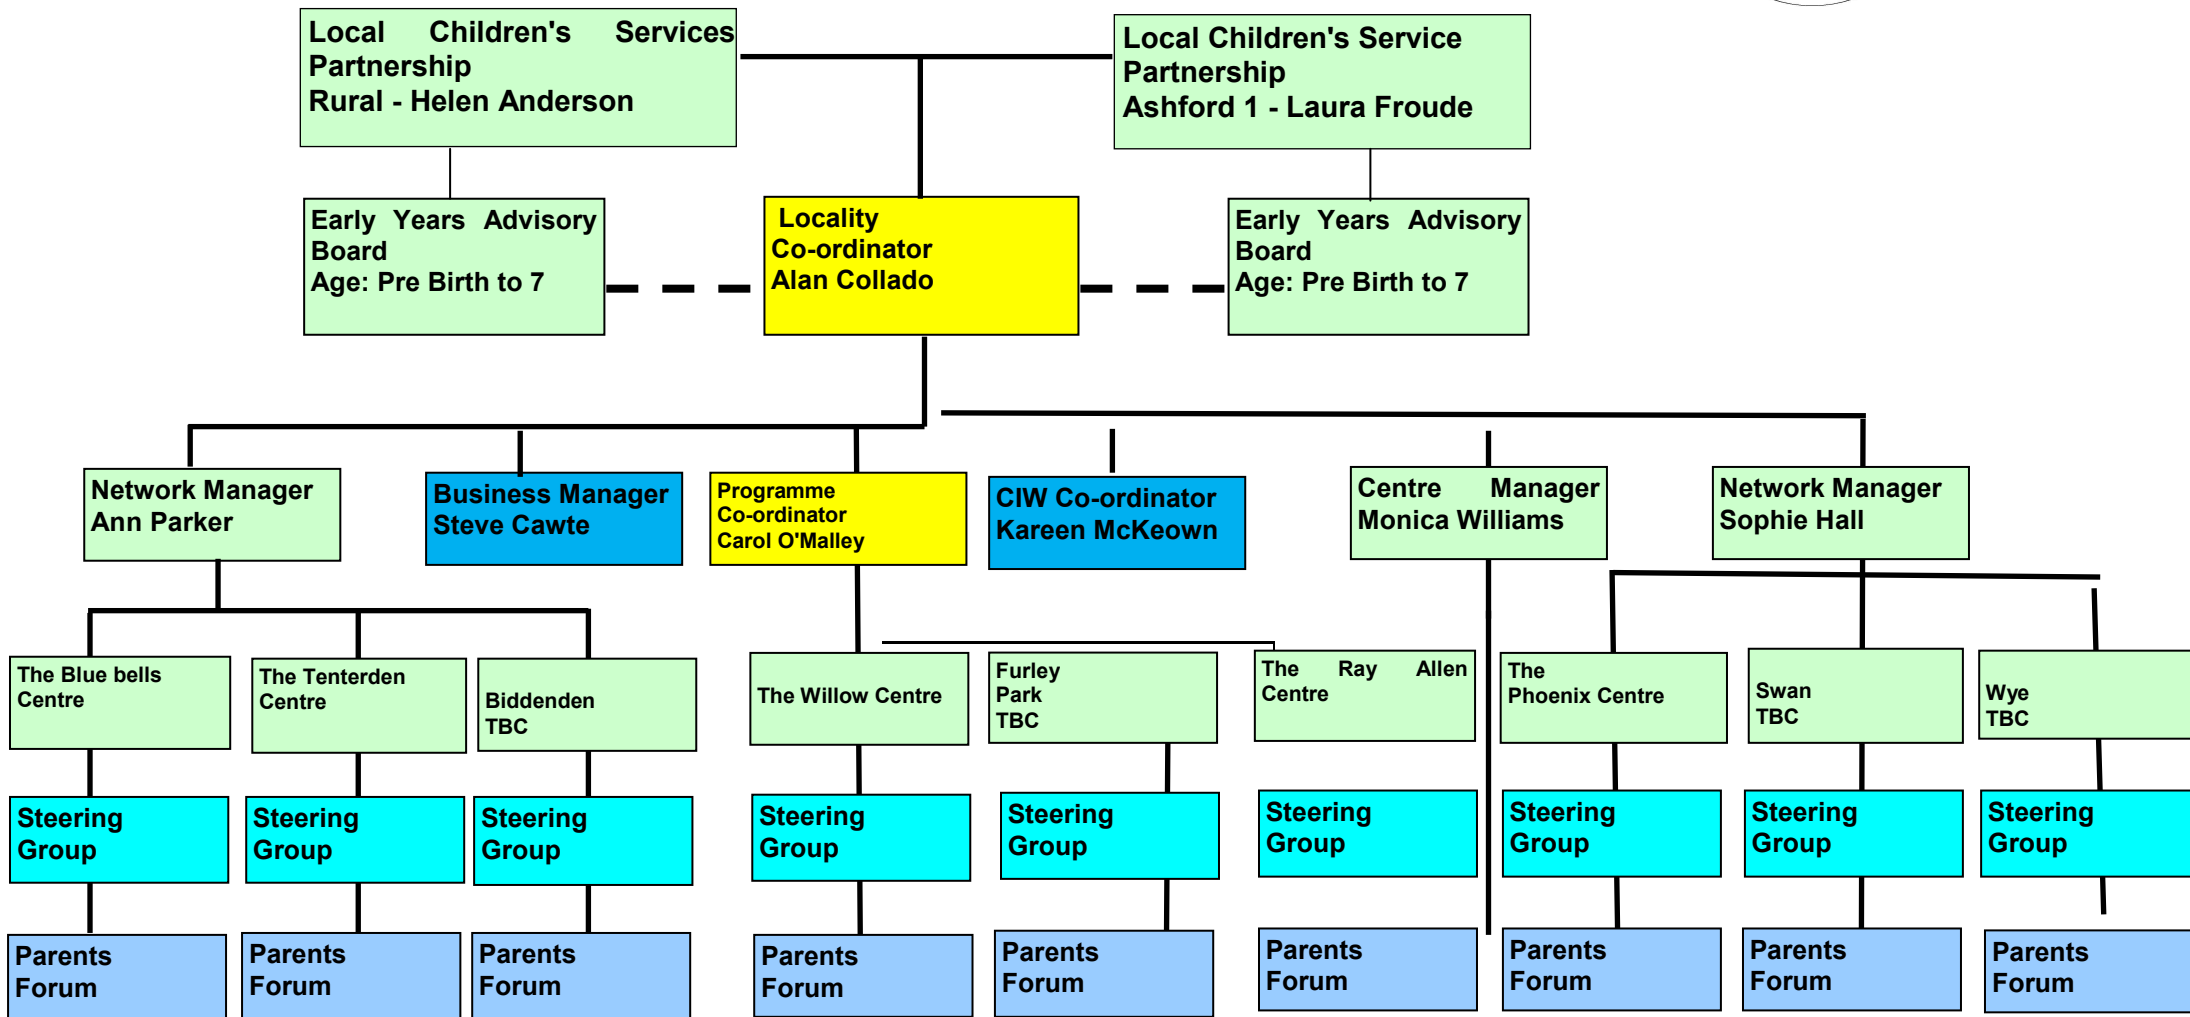 Local Children's Services
Partnership
Rural - Helen Anderson
Local Children's Service
Partnership
Ashford 1 - Laura Froude
Early Years Advisory
Board
Age: Pre Birth to 7
Locality
Co-ordinator
Alan Collado
Early Years Advisory
Board
Age: Pre Birth to 7
Network Manager
Ann Parker
Business Manager
Steve Cawte
Programme
Co-ordinator
Carol O'Malley
CIW Co-ordinator
Kareen McKeown
Centre Manager
Monica Williams
Network Manager
Sophie Hall
The Blue bells
Centre
The Tenterden
Centre
Biddenden
TBC
The Willow Centre
Furley
Park
TBC
The Ray Allen
Centre
The
Phoenix Centre
Swan
TBC
Wye
TBC
Steering
Group
Steering
Group
Steering
Group
Steering
Group
Steering
Group
Steering
Group
Steering
Group
Steering
Group
Steering
Group
Parents
Forum
Parents
Forum
Parents
Forum
Parents
Forum
Parents
Forum
Parents
Forum
Parents
Forum
Parents
Forum
Parents
Forum